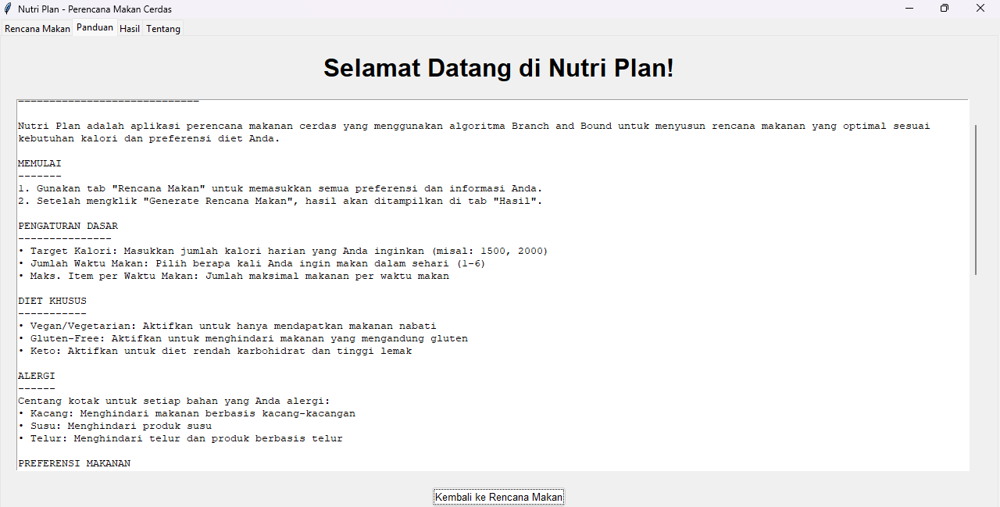 Nutri Plan - Perencana Makan Cerdas
Rencana Makan Panduan Hasil Tentang
Selamat Datang di Nutri Plan!
-----------------------------
Nutri Plan adalah aplikasi perencana makanan cerdas yang menggunakan algoritma Branch and Bound untuk menyusun rencana makanan yang optimal sesuai
kebutuhan kalori dan preferensi diet Anda.
MEMULAI
-------
1. Gunakan tab "Rencana Makan" untuk memasukkan semua preferensi dan informasi Anda.
2. Setelah mengklik "Generate Rencana Makan", hasil akan ditampilkan di tab "Hasil".
PENGATURAN DASAR
---------------
• Target Kalori: Masukkan jumlah kalori harian yang Anda inginkan (misal: 1500, 2000)
• Jumlah Waktu Makan: Pilih berapa kali Anda ingin makan dalam sehari (1-6)
• Maks. Item per Waktu Makan: Jumlah maksimal makanan per waktu makan
DIET KHUSUS
-----------
• Vegan/Vegetarian: Aktifkan untuk hanya mendapatkan makanan nabati
• Gluten-Free: Aktifkan untuk menghindari makanan yang mengandung gluten
• Keto: Aktifkan untuk diet rendah karbohidrat dan tinggi lemak
ALERGI
------
Centang kotak untuk setiap bahan yang Anda alergi:
• Kacang: Menghindari makanan berbasis kacang-kacangan
• Susu: Menghindari produk susu
• Telur: Menghindari telur dan produk berbasis telur
PREFERENSI MAKANAN
Kembali ke Rencana Makan